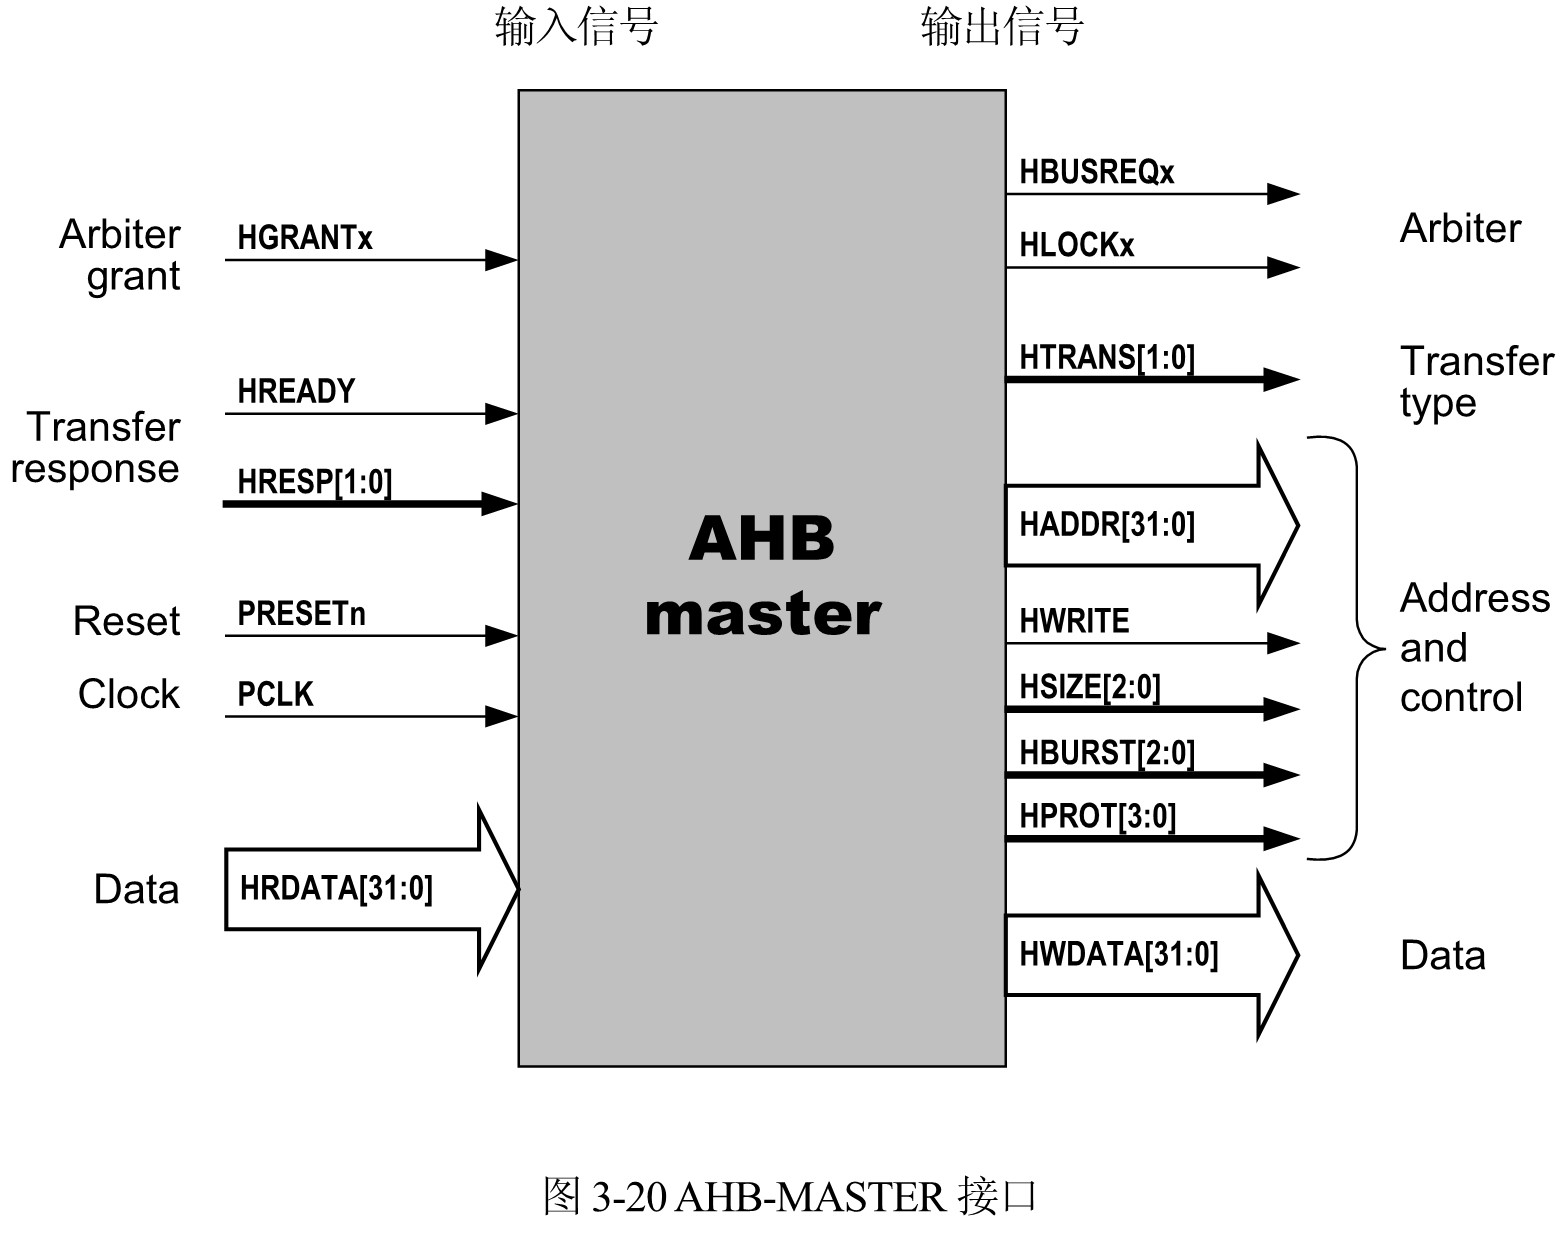 输入信号
输出信号
Arbiter
grant
HGRANTx
Transfer
response
HREADY
HRESP[1:0]
Reset
PRESETn
Clock
PCLK
Data
HRDATA[31:0]
AHB
master
HBUSREQx
HLOCKx
Arbiter
HTRANS[1:0]
Transfer
type
HADDR[31:0]
HWRITE
HSIZE[2:0]
HBURST[2:0]
HPROT[3:0]
Address
and
control
HWDATA[31:0]
Data
图 3-20 AHB-MASTER 接口